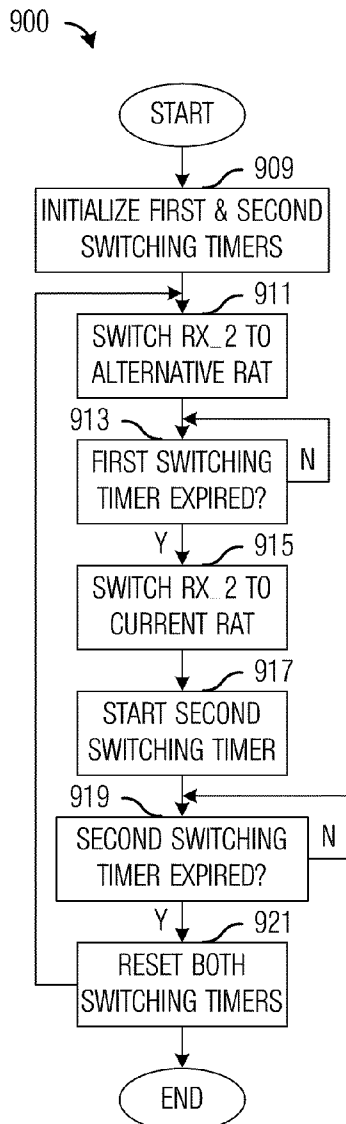 900
START
909
INITIALIZE FIRST & SECOND
SWITCHING TIMERS
911
SWITCH RX_2 TO
ALTERNATIVE RAT
913
FIRST SWITCHING
TIMER EXPIRED?
N
Y
915
SWITCH RX_2 TO
CURRENT RAT
917
START SECOND
SWITCHING TIMER
919
SECOND SWITCHING
TIMER EXPIRED?
N
Y
921
RESET BOTH
SWITCHING TIMERS
END